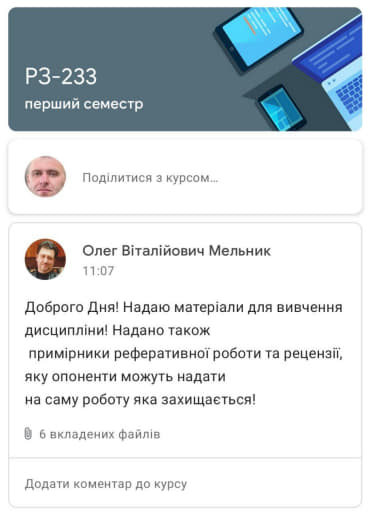 РЗ-233
перший семестр
Поділитися з курсом…
Олег Віталійович Мельник
11:07
Доброго Дня! Надаю матеріали для вивчення
дисципліни! Надано також
примірники реферативної роботи та рецензії,
яку опоненти можуть надати
на саму роботу яка захищається!
6 вкладених файлів
Додати коментар до курсу